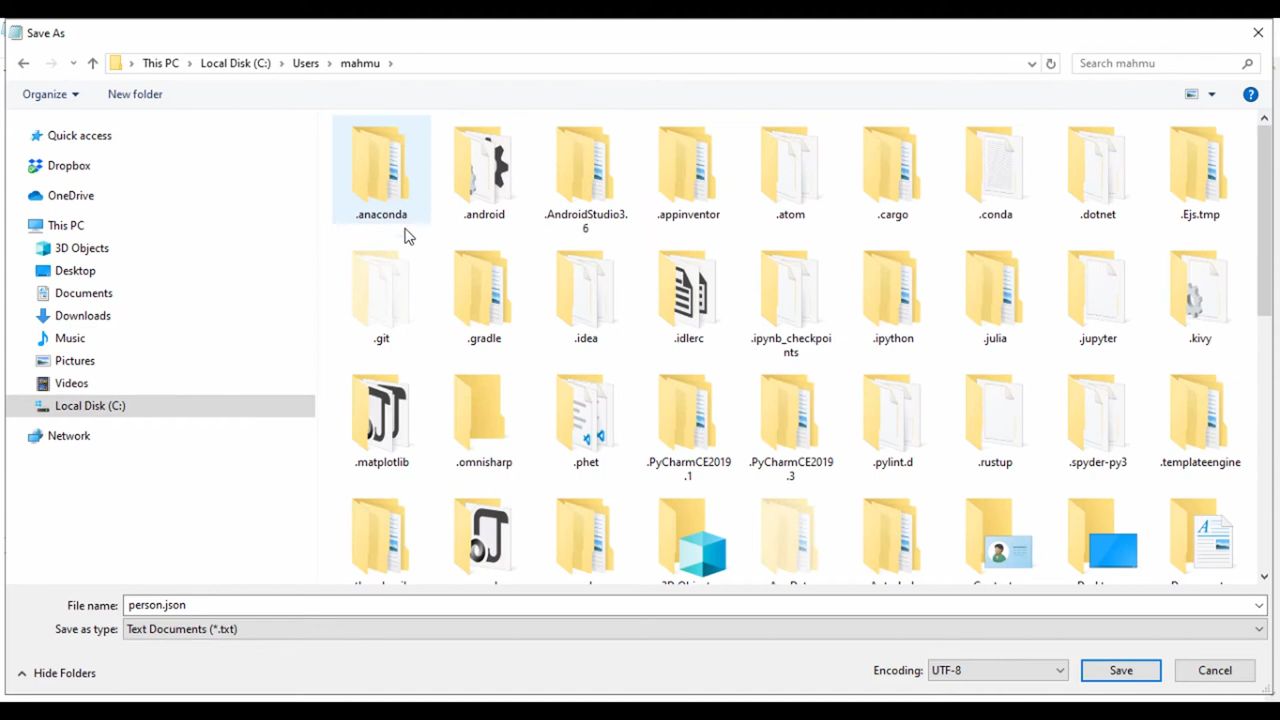 Save As
This PC > Local Disk (C:) > Users > mahmu >
Search mahmu
Organize
New folder
Quick access
Dropbox
OneDrive
This PC
3D Objects
Desktop
Documents
Downloads
Music
Pictures
Videos
Local Disk (C:)
Network
.anaconda
.android
.AndroidStudio3.
6
.appinventor
.atom
.cargo
.conda
.dotnet
.Ejs.tmp
.git
.gradle
.idea
.idlerc
.ipynb_checkpoi
nts
.ipython
.julia
.jupyter
.kivy
.matplotlib
.omnisharp
.phet
.PyCharmCE2019
.1
.PyCharmCE2019
.3
.pylint.d
.rustup
.spyder-py3
.templateengine
File name: person.json
Save as type: Text Documents (*.txt)
Hide Folders
Encoding: UTF-8
Save
Cancel